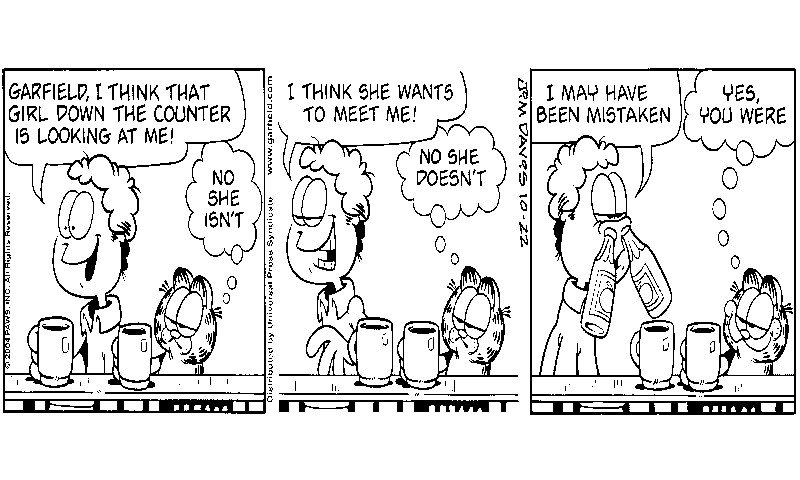 GARFIELD, I THINK THAT
GIRL DOWN THE COUNTER
IS LOOKING AT ME!
NO
SHE
ISN'T
© 2004 PAWS, INC. All Rights Reserved.
www.garfield.com
Distributed by Universal Press Syndicate
I THINK SHE WANTS
TO MEET ME!
NO SHE
DOESN'T
JIM DAVIS 10-22
I MAY HAVE
BEEN MISTAKEN
YES,
YOU WERE